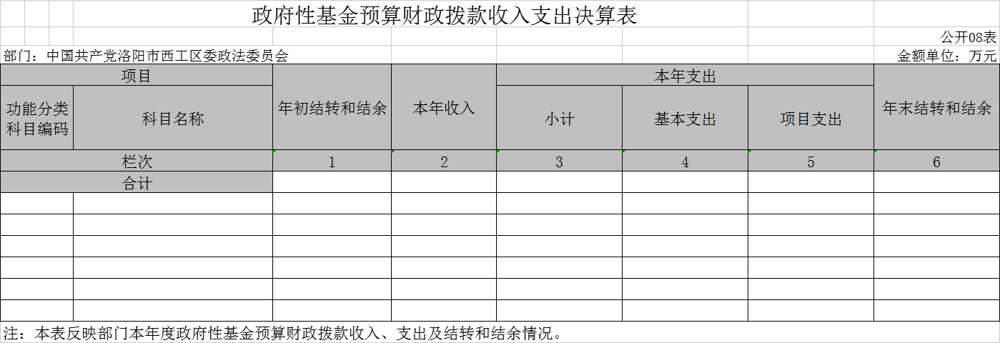 政府性基金预算财政拨款收入支出决算表
公开08表
部门：中国共产党洛阳市西工区委政法委员会 金额单位：万元
项目 年初结转和结余 本年收入 本年支出 年末结转和结余
功能分类
科目编码 科目名称 小计 基本支出 项目支出
栏次 1 2 3 4 5 6
合计
注：本表反映部门本年度政府性基金预算财政拨款收入、支出及结转和结余情况。